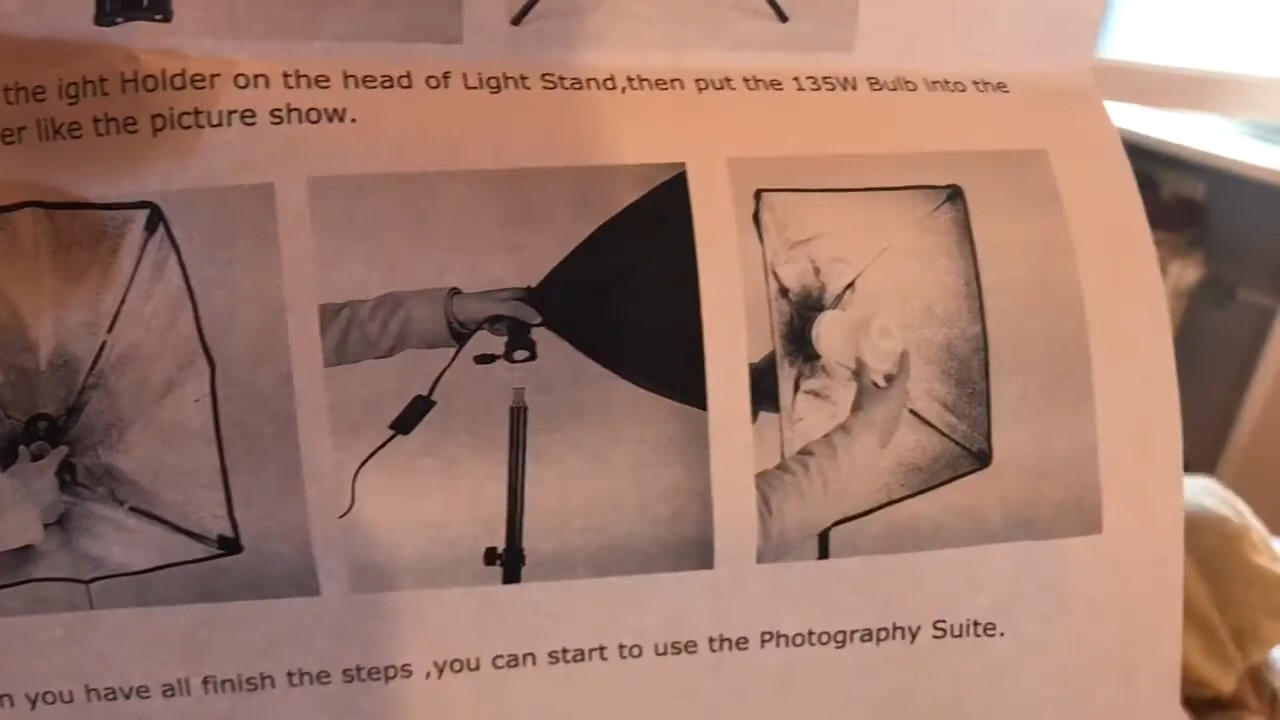 the ight Holder on the head of Light Stand,then put the 135W Bulb into the
er like the picture show.
n you have all finish the steps ,you can start to use the Photography Suite.